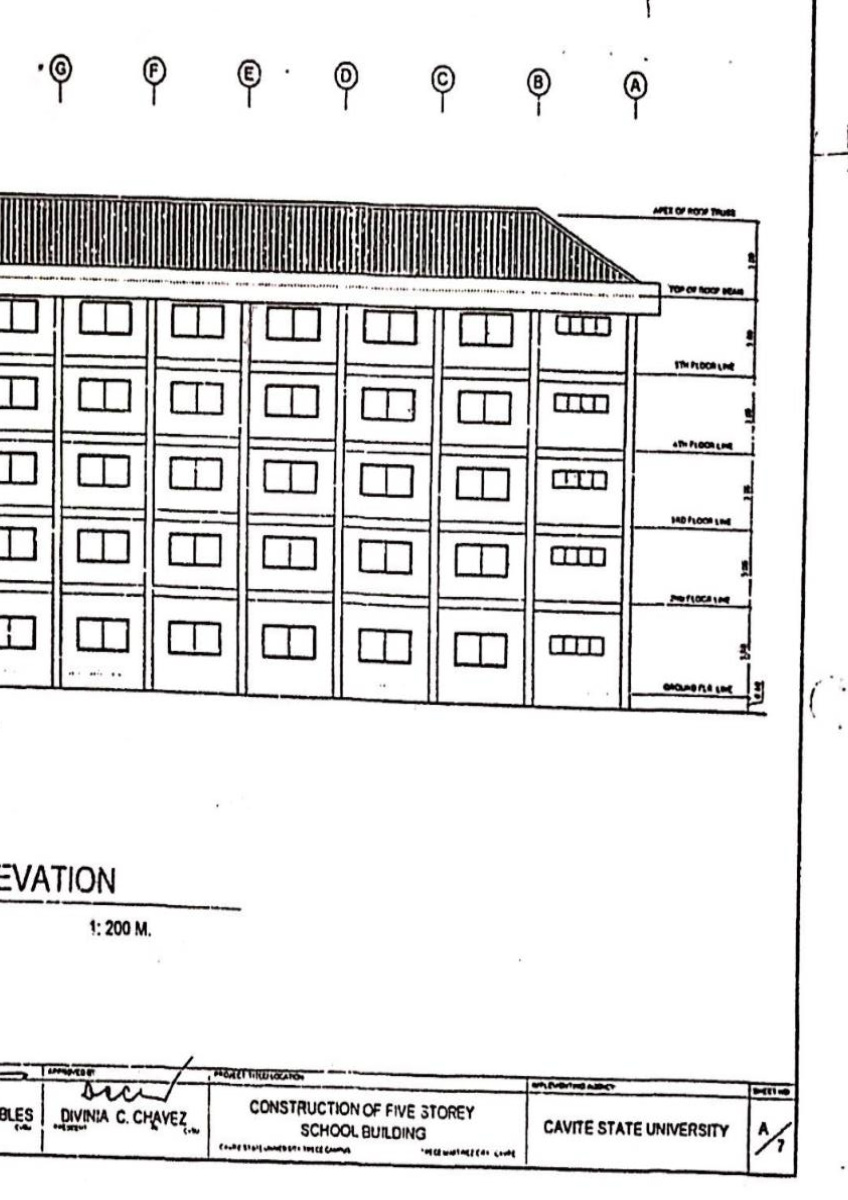 G F E D C B A
APEX OF ROOF TRUSS
TOP OF ROOF BEAM
5TH FLOOR LINE
4TH FLOOR LINE
3RD FLOOR LINE
2ND FLOOR LINE
GROUND FLR LINE
EVATION
1: 200 M.
APPROVED BY
PROJECT TITLE/LOCATION
IMPLEMENTING AGENCY
SHEET NO
BLES
DIVINIA C. CHAVEZ
PRESIDENT
CONSTRUCTION OF FIVE STOREY
SCHOOL BUILDING
CAVITE STATE UNIVERSITY
A/7